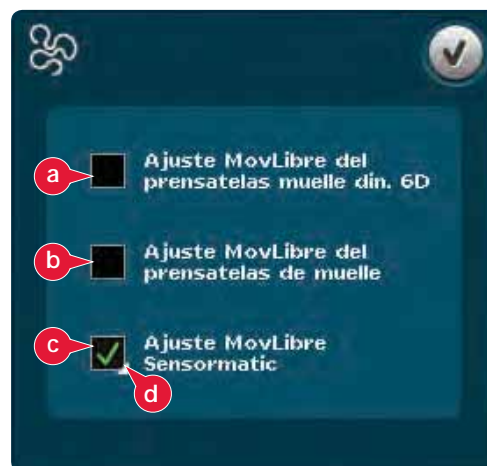 a
Ajuste MovLibre del
prensatelas muelle din. 6D
b
Ajuste MovLibre del
prensatelas de muelle
c
Ajuste MovLibre
Sensormatic
d